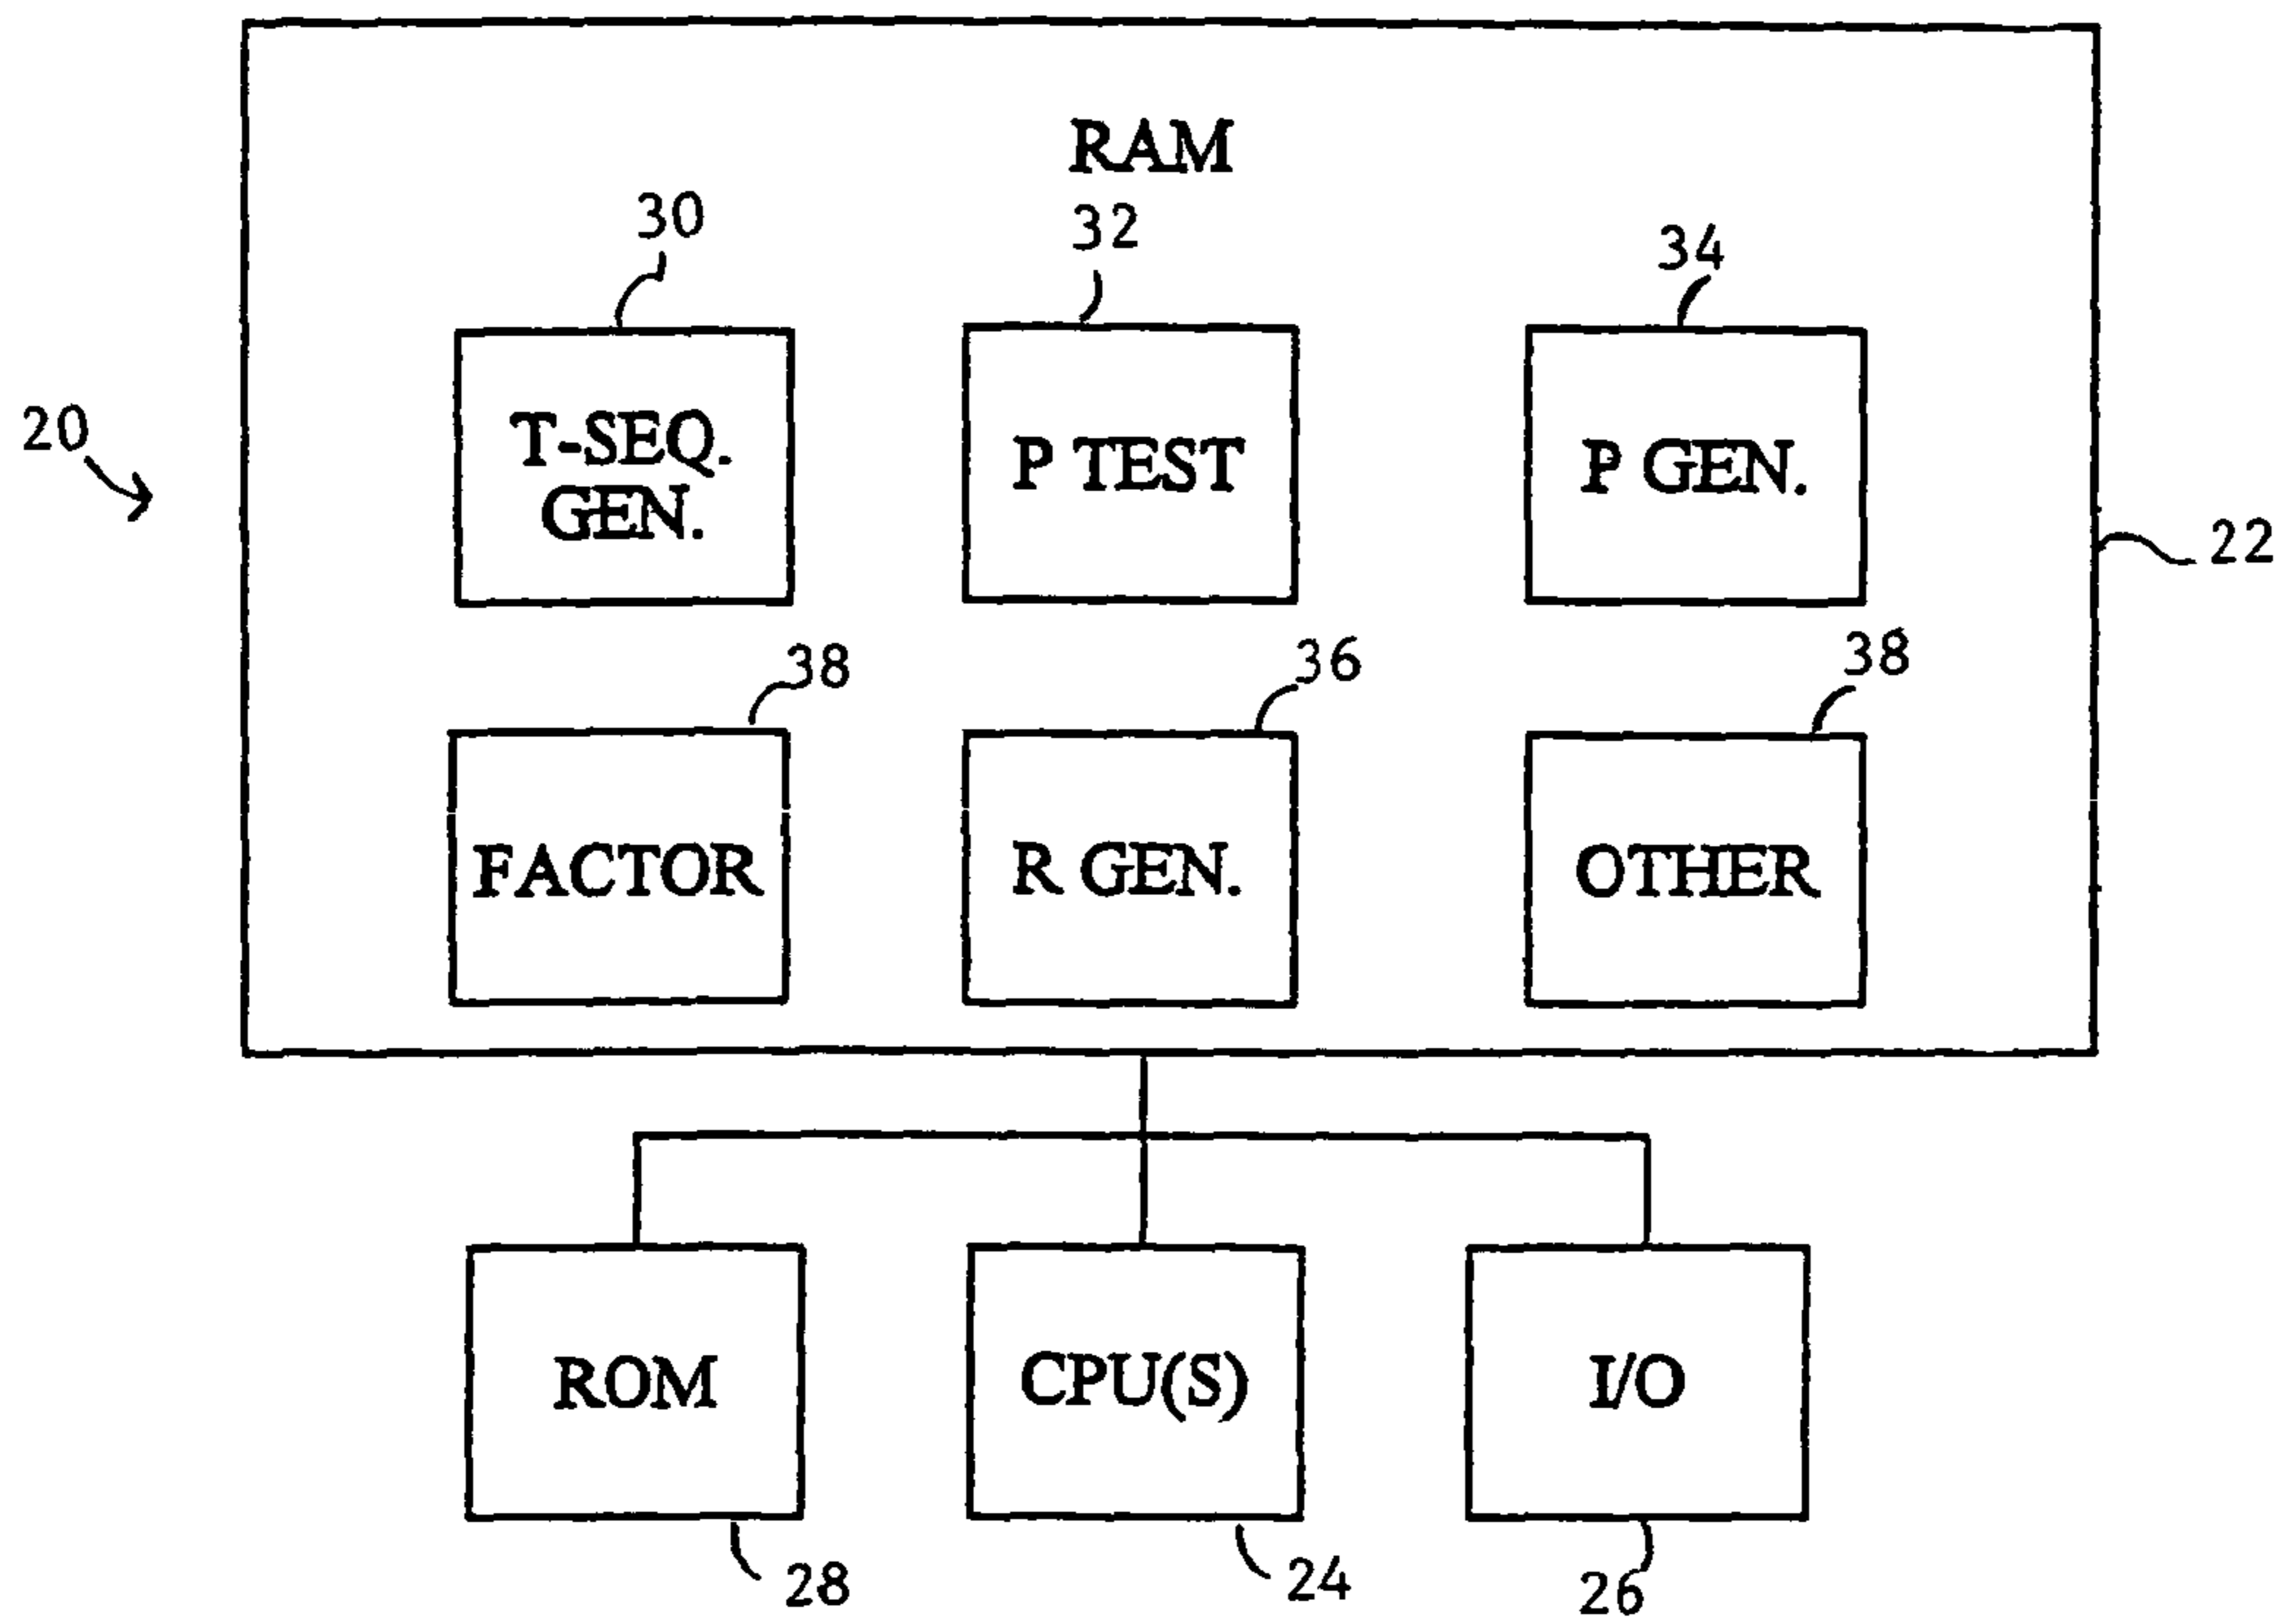 RAM
30
32
34
20
T-SEQ.
GEN.
P TEST
P GEN.
22
38
36
38
FACTOR
R GEN.
OTHER
ROM
CPU(S)
I/O
28
24
26